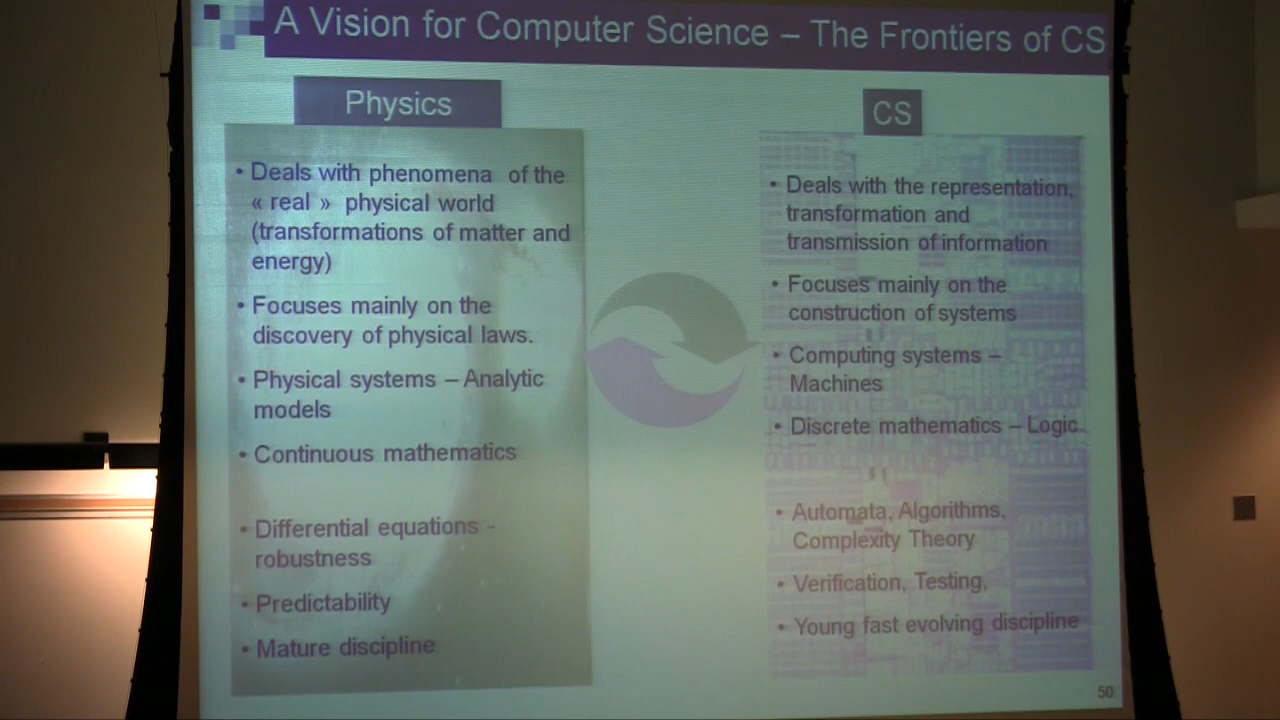 A Vision for Computer Science – The Frontiers of CS
Physics
• Deals with phenomena of the
« real » physical world
(transformations of matter and
energy)
• Focuses mainly on the
discovery of physical laws.
• Physical systems – Analytic
models
• Continuous mathematics
• Differential equations -
robustness
• Predictability
• Mature discipline
CS
• Deals with the representation,
transformation and
transmission of information
• Focuses mainly on the
construction of systems
• Computing systems –
Machines
• Discrete mathematics – Logic
• Automata, Algorithms,
Complexity Theory
• Verification, Testing,
• Young fast evolving discipline
50